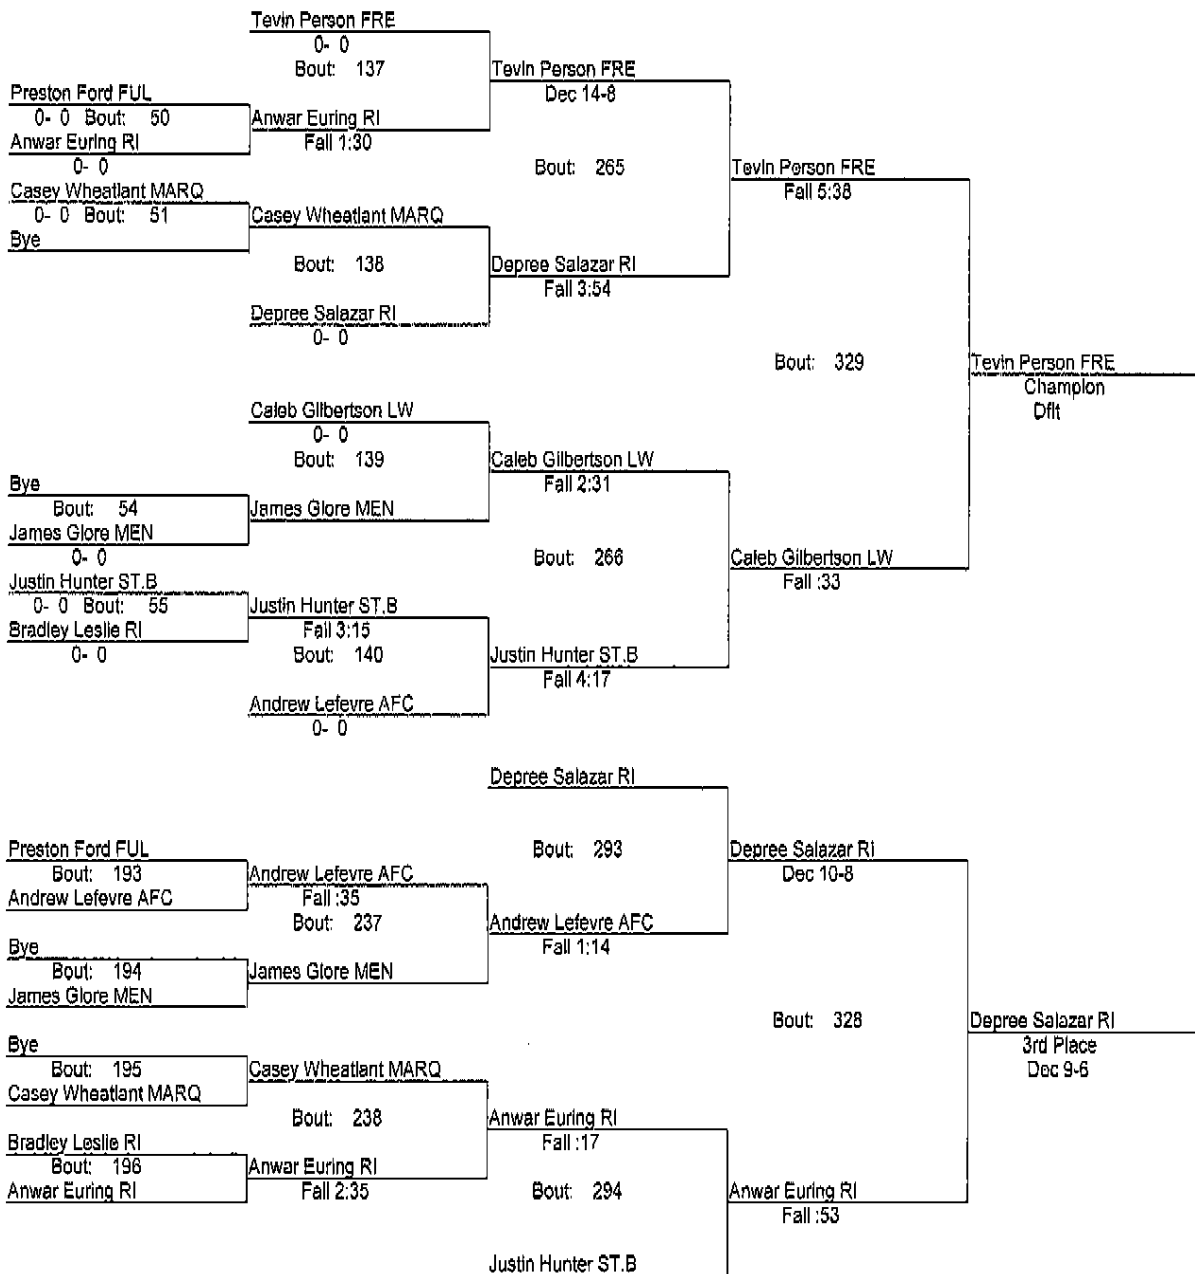 Tevin Person FRE
0- 0
Bout: 137
Tevin Person FRE
Dec 14-8
Preston Ford FUL
0- 0 Bout: 50
Anwar Euring RI
Fall 1:30
Anwar Euring RI
0- 0
Bout: 265
Tevin Person FRE
Fall 5:38
Casey Wheatlant MARQ
0- 0 Bout: 51
Casey Wheatlant MARQ
Bye
Bout: 138
Depree Salazar RI
Fall 3:54
Depree Salazar RI
0- 0
Bout: 329
Tevin Person FRE
Champion
Dflt
Caleb Gilbertson LW
0- 0
Bout: 139
Caleb Gilbertson LW
Fall 2:31
Bye
Bout: 54
James Glore MEN
James Glore MEN
0- 0
Bout: 266
Caleb Gilbertson LW
Fall :33
Justin Hunter ST.B
0- 0 Bout: 55
Justin Hunter ST.B
Fall 3:15
Bradley Leslie RI
0- 0
Bout: 140
Justin Hunter ST.B
Fall 4:17
Andrew Lefevre AFC
0- 0
Depree Salazar RI
Bout: 293
Depree Salazar RI
Dec 10-8
Preston Ford FUL
Bout: 193
Andrew Lefevre AFC
Fall :35
Andrew Lefevre AFC
Bout: 237
Andrew Lefevre AFC
Fall 1:14
Bye
Bout: 194
James Glore MEN
James Glore MEN
Bout: 328
Depree Salazar RI
3rd Place
Dec 9-6
Bye
Bout: 195
Casey Wheatlant MARQ
Casey Wheatlant MARQ
Bout: 238
Anwar Euring RI
Fall :17
Bradley Leslie RI
Bout: 196
Anwar Euring RI
Fall 2:35
Anwar Euring RI
Bout: 294
Anwar Euring RI
Fall :53
Justin Hunter ST.B